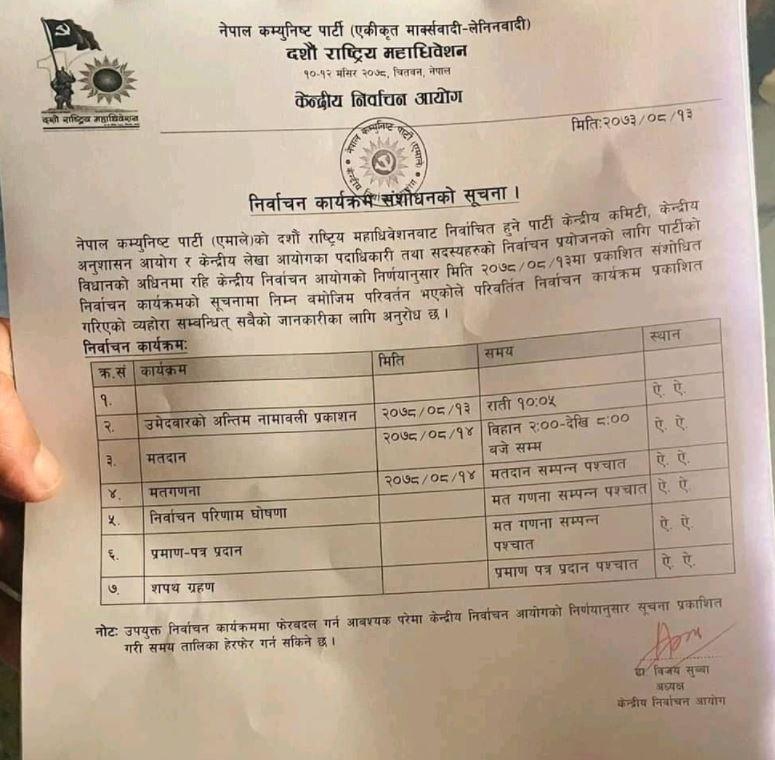 नेपाल कम्युनिष्ट पार्टी (एकीकृत मार्क्सवादी-लेनिनवादी)
दशौं राष्ट्रिय महाधिवेशन
१०-१२ मंसिर २०७८, चितवन, नेपाल
केन्द्रीय निर्वाचन आयोग
दशौं राष्ट्रिय महाधिवेशन
मिति:२०७३/०८/१३
नेपाल कम्युनिष्ट पार्टी (एमाले)
निर्वाचन कार्यक्रम संशोधनको सूचना ।
नेपाल कम्युनिष्ट पार्टी (एमाले)को दशौं राष्ट्रिय महाधिवेशनवाट निर्वाचित हुने पार्टी केन्द्रीय कमिटी, केन्द्रीय
अनुशासन आयोग र केन्द्रीय लेखा आयोगका पदाधिकारी तथा सदस्यहरुको निर्वाचन प्रयोजनको लागि पार्टीको
विधानको अधिनमा रहि केन्द्रीय निर्वाचन आयोगको निर्णयानुसार मिति २०७८/०८/१३मा प्रकाशित संशोधित
निर्वाचन कार्यक्रमको सूचनामा निम्न वमोजिम परिवर्तन भएकोले परिवर्तित निर्वाचन कार्यक्रम प्रकाशित
गरिएको व्यहोरा सम्बन्धित् सवैको जानकारीका लागि अनुरोध छ ।
निर्वाचन कार्यक्रमः
क्र.सं कार्यक्रम मिति समय स्थान
१.
२. उमेदवारको अन्तिम नामावली प्रकाशन २०७८/०८/१३ राती १०:०५ ऐ. ऐ.
३. मतदान २०७८/०८/१४ विहान २:००-देखि ८:०० ऐ. ऐ.
बजे सम्म
४. मतगणना २०७८/०८/१४ मतदान सम्पन्न पश्चात ऐ. ऐ.
५. निर्वाचन परिणाम घोषणा मत गणना सम्पन्न पश्चात ऐ. ऐ.
६. प्रमाण-पत्र प्रदान मत गणना सम्पन्न ऐ. ऐ.
पश्चात
७. शपथ ग्रहण प्रमाण पत्र प्रदान पश्चात ऐ. ऐ.
नोटः उपयुक्त निर्वाचन कार्यक्रममा फेरवदल गर्न आवश्यक परेमा केन्द्रीय निर्वाचन आयोगको निर्णयानुसार सूचना प्रकाशित
गरी समय तालिका हेरफेर गर्न सकिने छ ।
डा. विजय सुब्बा
अध्यक्ष
केन्द्रीय निर्वाचन आयोग